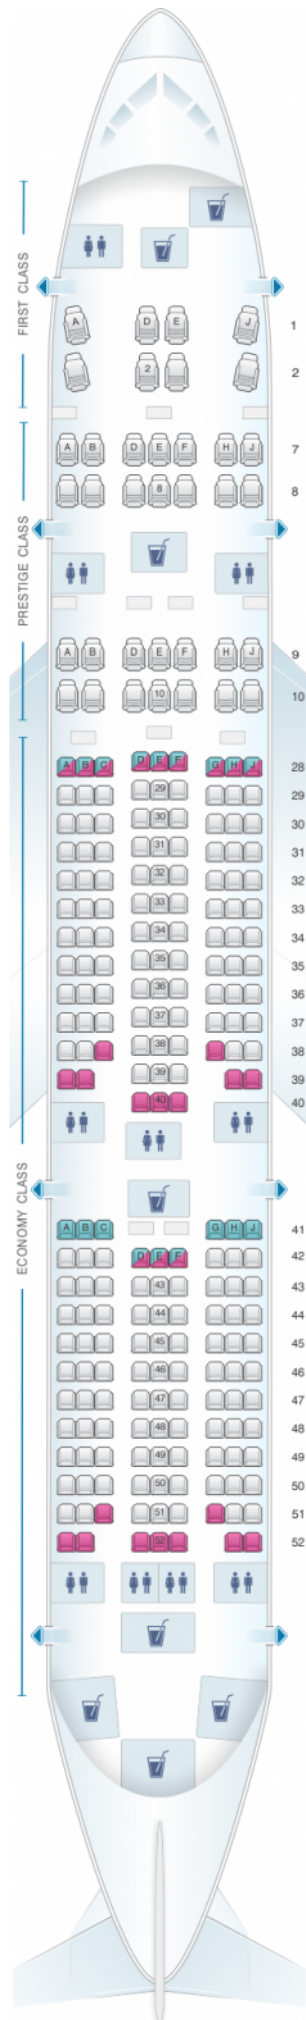 FIRST CLASS
A D E J 1
2 2
PRESTIGE CLASS
A B D E F H J 7
8 8
A B D E F H J 9
10 10
ECONOMY CLASS
A B C D E F G H J 28
29 29
30 30
31 31
32 32
33 33
34 34
35 35
36 36
37 37
38 38
39 39
40 40
A B C G H J 41
D E F 42
43 43
44 44
45 45
46 46
47 47
48 48
49 49
50 50
51 51
52 52